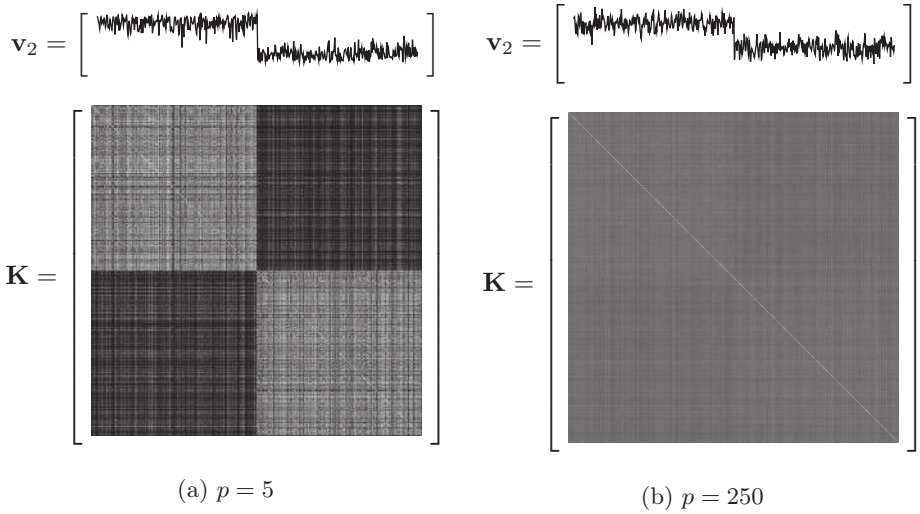 v₂ =
v₂ =
K =
K =
(a) p = 5
(b) p = 250